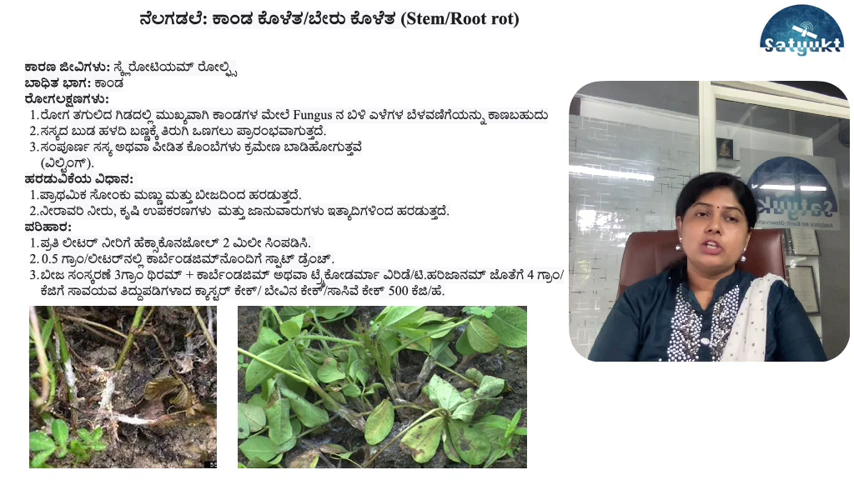 ನೆಲಗಡಲೆ: ಕಾಂಡ ಕೊಳೆತ/ಬೇರು ಕೊಳೆತ (Stem/Root rot)
Satyukt
ಕಾರಣ ಜೀವಿಗಳು: ಸ್ಕ್ಲೆರೋಟಿಯಮ್ ರೋಲ್ಫ್ಸಿ
ಬಾಧಿತ ಭಾಗ: ಕಾಂಡ
ರೋಗಲಕ್ಷಣಗಳು:
1.ರೋಗ ತಗುಲಿದ ಗಿಡದಲ್ಲಿ ಮುಖ್ಯವಾಗಿ ಕಾಂಡಗಳ ಮೇಲೆ Fungus ನ ಬಿಳಿ ಎಳೆಗಳ ಬೆಳವಣಿಗೆಯನ್ನು ಕಾಣಬಹುದು
2.ಸಸ್ಯದ ಬುಡ ಹಳದಿ ಬಣ್ಣಕ್ಕೆ ತಿರುಗಿ ಒಣಗಲು ಪ್ರಾರಂಭವಾಗುತ್ತದೆ.
3.ಸಂಪೂರ್ಣ ಸಸ್ಯ ಅಥವಾ ಪೀಡಿತ ಕೊಂಬೆಗಳು ಕ್ರಮೇಣ ಬಾಡಿಹೋಗುತ್ತವೆ
(ವಿಲ್ಟಿಂಗ್).
ಹರಡುವಿಕೆಯ ವಿಧಾನ:
1.ಪ್ರಾಥಮಿಕ ಸೋಂಕು ಮಣ್ಣು ಮತ್ತು ಬೀಜದಿಂದ ಹರಡುತ್ತದೆ.
2.ನೀರಾವರಿ ನೀರು, ಕೃಷಿ ಉಪಕರಣಗಳು ಮತ್ತು ಜಾನುವಾರುಗಳು ಇತ್ಯಾದಿಗಳಿಂದ ಹರಡುತ್ತದೆ.
ಪರಿಹಾರ:
1.ಪ್ರತಿ ಲೀಟರ್ ನೀರಿಗೆ ಹೆಕ್ಸಾಕೊನಜೋಲ್ 2 ಮಿಲೀ ಸಿಂಪಡಿಸಿ.
2. 0.5 ಗ್ರಾಂ/ಲೀಟರ್‌ನಲ್ಲಿ ಕಾರ್ಬೆಂಡಜಿಮ್‌ನೊಂದಿಗೆ ಸ್ಪಾಟ್ ಡ್ರೆಂಚ್.
3.ಬೀಜ ಸಂಸ್ಕರಣೆ 3ಗ್ರಾಂ ಥಿರಮ್ + ಕಾರ್ಬೆಂಡಜಿಮ್ ಅಥವಾ ಟ್ರೈಕೋಡರ್ಮಾ ವಿರಿಡೆ/ಟಿ.ಹರಿಜಾನಮ್ ಜೊತೆಗೆ 4 ಗ್ರಾಂ/
ಕೆಜಿಗೆ ಸಾವಯವ ತಿದ್ದುಪಡಿಗಳಾದ ಕ್ಯಾಸ್ಟರ್ ಕೇಕ್/ ಬೇವಿನ ಕೇಕ್/ಸಾಸಿವೆ ಕೇಕ್ 500 ಕೆಜಿ/ಹೆ.
Satyukt